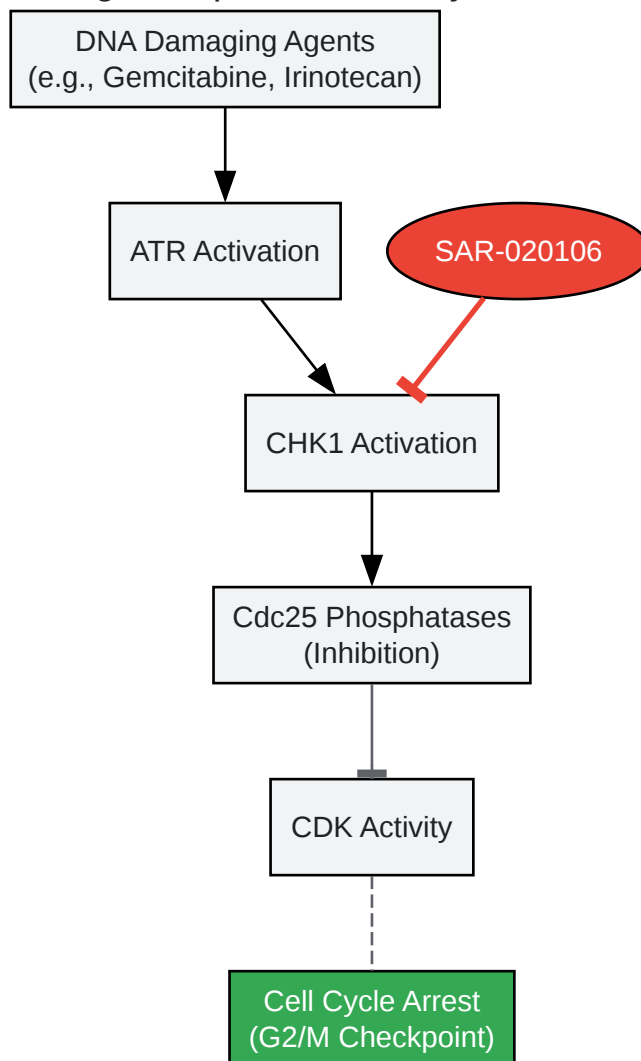 DNA Damaging Agents
(e.g., Gemcitabine, Irinotecan)
ATR Activation
SAR-020106
CHK1 Activation
Cdc25 Phosphatases
(Inhibition)
CDK Activity
Cell Cycle Arrest
(G2/M Checkpoint)